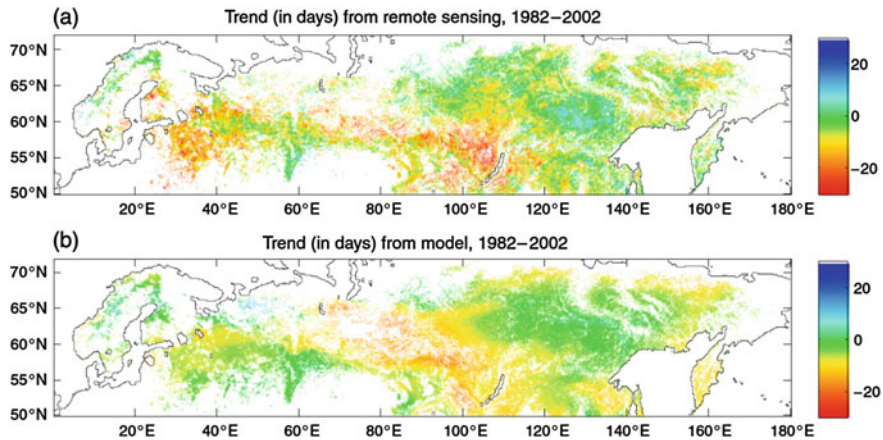 (a) Trend (in days) from remote sensing, 1982–2002
70°N
65°N
60°N
55°N
50°N
20°E 40°E 60°E 80°E 100°E 120°E 140°E 160°E 180°E
20
0
−20
(b) Trend (in days) from model, 1982–2002
70°N
65°N
60°N
55°N
50°N
20°E 40°E 60°E 80°E 100°E 120°E 140°E 160°E 180°E
20
0
−20